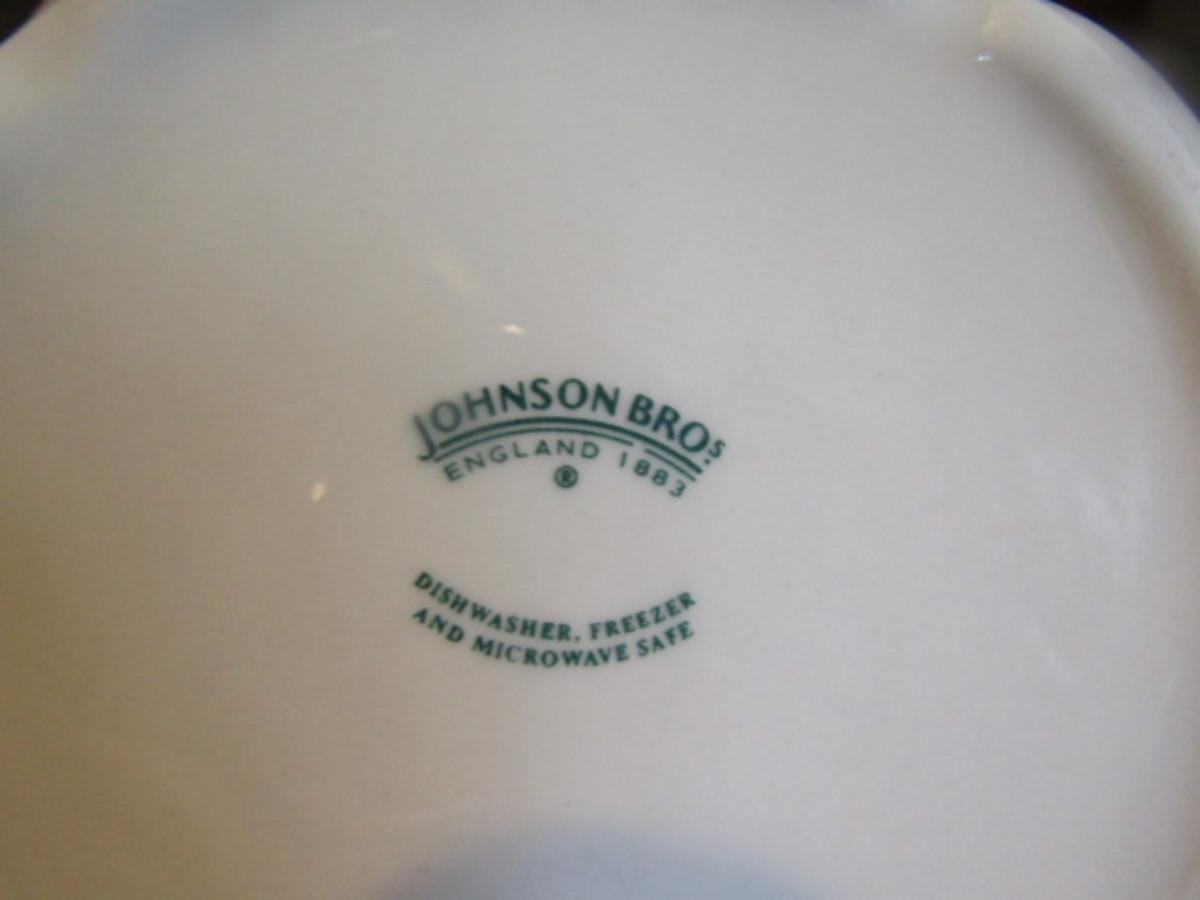 JOHNSON BROS.
ENGLAND 1883
®
DISHWASHER, FREEZER
AND MICROWAVE SAFE